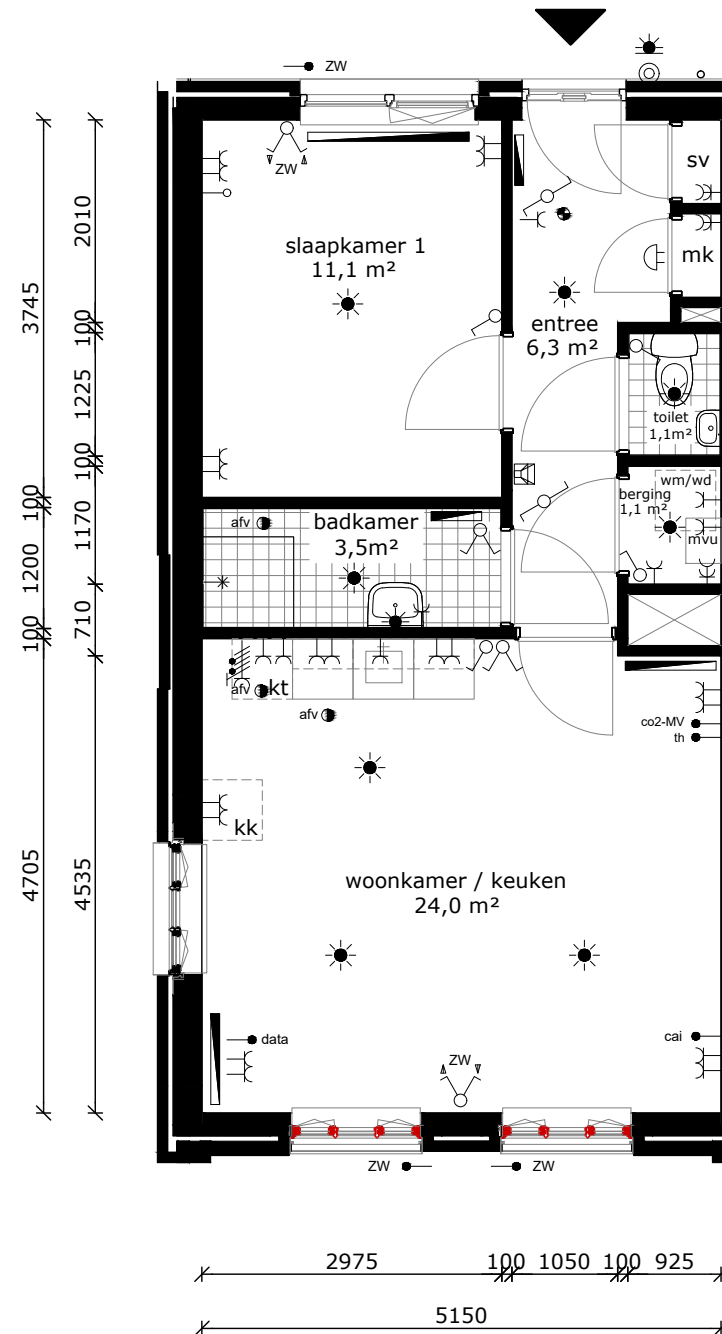 ZW
sv
ZW
mk
slaapkamer 1
11,1 m²
entree
6,3 m²
toilet
1,1m²
wm/wd
berging
1,1 m²
mvu
afv
badkamer
3,5m²
afv
kt
afv
co2-MV
th
kk
woonkamer / keuken
24,0 m²
data
cai
ZW
ZW
ZW
3745
100
1200
100
4705
2010
100
1225
100
1170
710
4535
2975
100
1050
100
925
5150